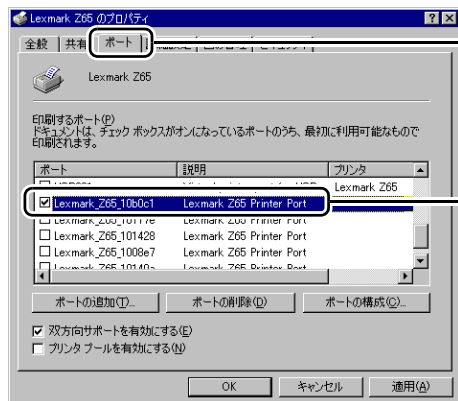 Lexmark Z65 のプロパティ
全般 共有 ポート
Lexmark Z65
印刷するポート(P)
ドキュメントは、チェック ボックスがオンになっているポートのうち、最初に利用可能なもので
印刷されます。
ポート 説明 プリンタ
Lexmark Z65
Lexmark_Z65_10b0c1 Lexmark Z65 Printer Port
Lexmark_Z65_101428 Lexmark Z65 Printer Port
Lexmark_Z65_1008e7 Lexmark Z65 Printer Port
ポートの追加(T)... ポートの削除(D) ポートの構成(C)...
双方向サポートを有効にする(E)
プリンタ プールを有効にする(N)
OK キャンセル 適用(A)